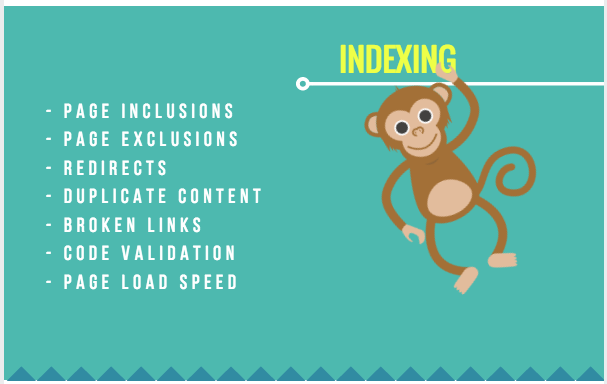 INDEXING
- PAGE INCLUSIONS
- PAGE EXCLUSIONS
- REDIRECTS
- DUPLICATE CONTENT
- BROKEN LINKS
- CODE VALIDATION
- PAGE LOAD SPEED